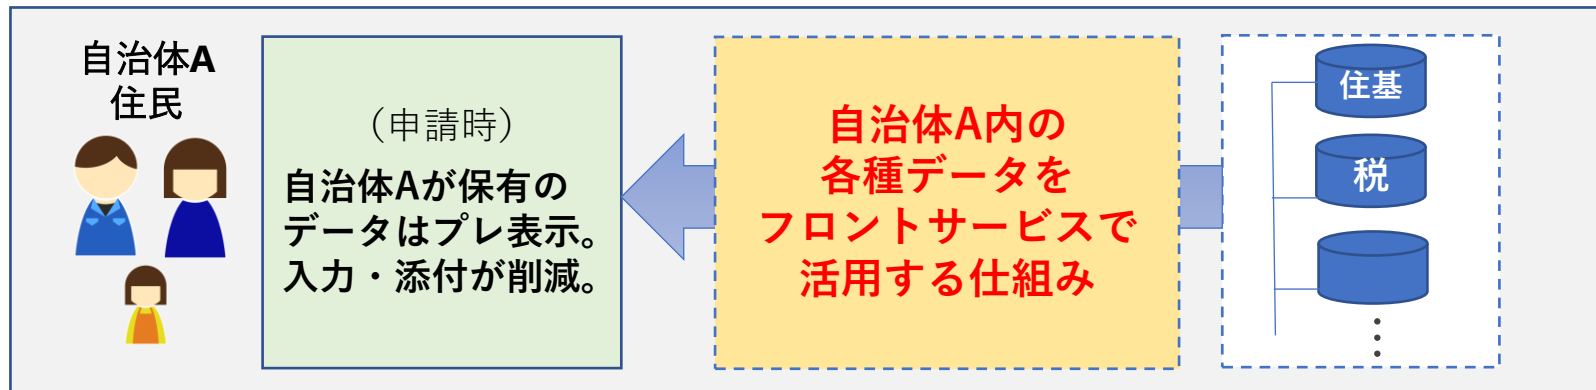 自治体A
住民
（申請時）
自治体Aが保有の
データはプレ表示。
入力・添付が削減。
自治体A内の
各種データを
フロントサービスで
活用する仕組み
住基
税
⋮